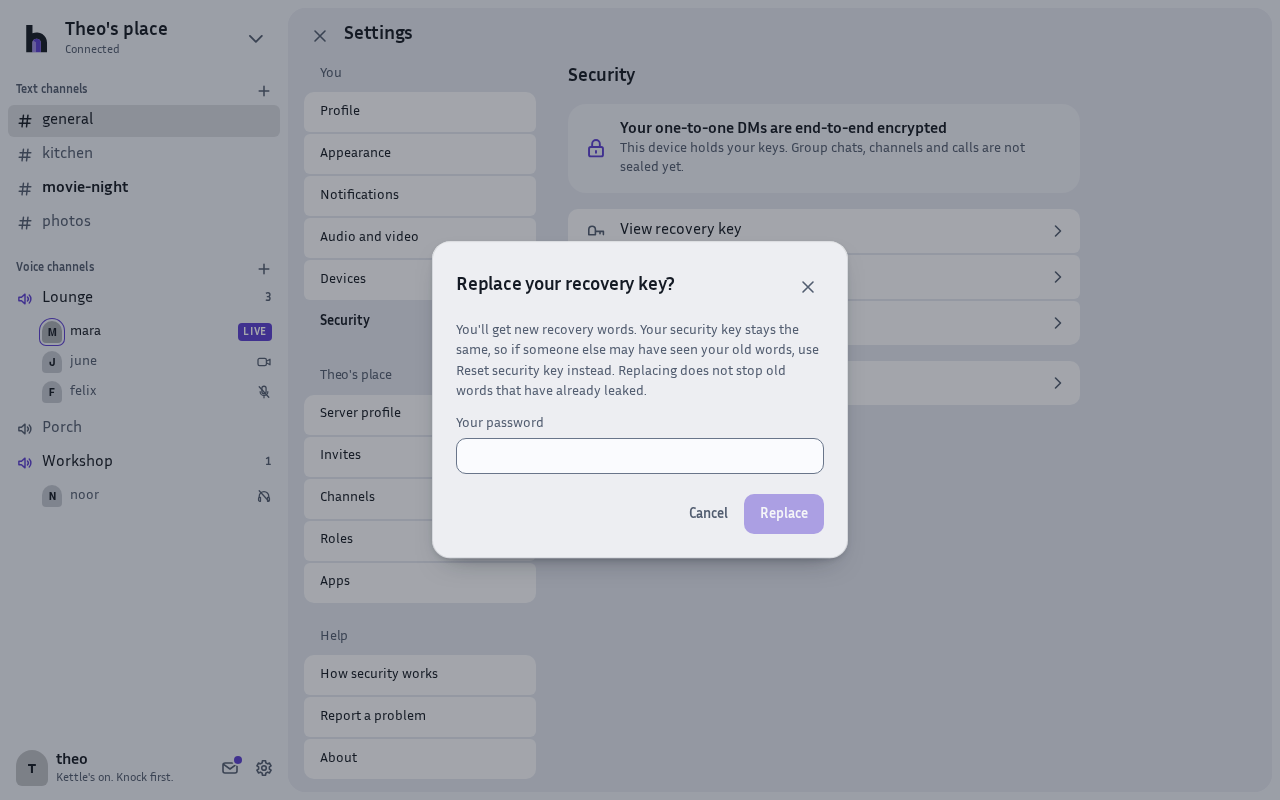 Theo's place
Connected
Text channels
general
kitchen
movie-night
photos
Voice channels
Lounge
3
M
mara
LIVE
J
june
F
felix
Porch
Workshop
1
N
noor
T
theo
Kettle's on. Knock first.
Settings
You
Profile
Appearance
Notifications
Audio and video
Devices
Security
Theo's place
Server profile
Invites
Channels
Roles
Apps
Help
How security works
Report a problem
About
Security
Your one-to-one DMs are end-to-end encrypted
This device holds your keys. Group chats, channels and calls are not
sealed yet.
View recovery key
Replace your recovery key?
You'll get new recovery words. Your security key stays the
same, so if someone else may have seen your old words, use
Reset security key instead. Replacing does not stop old
words that have already leaked.
Your password
Cancel
Replace